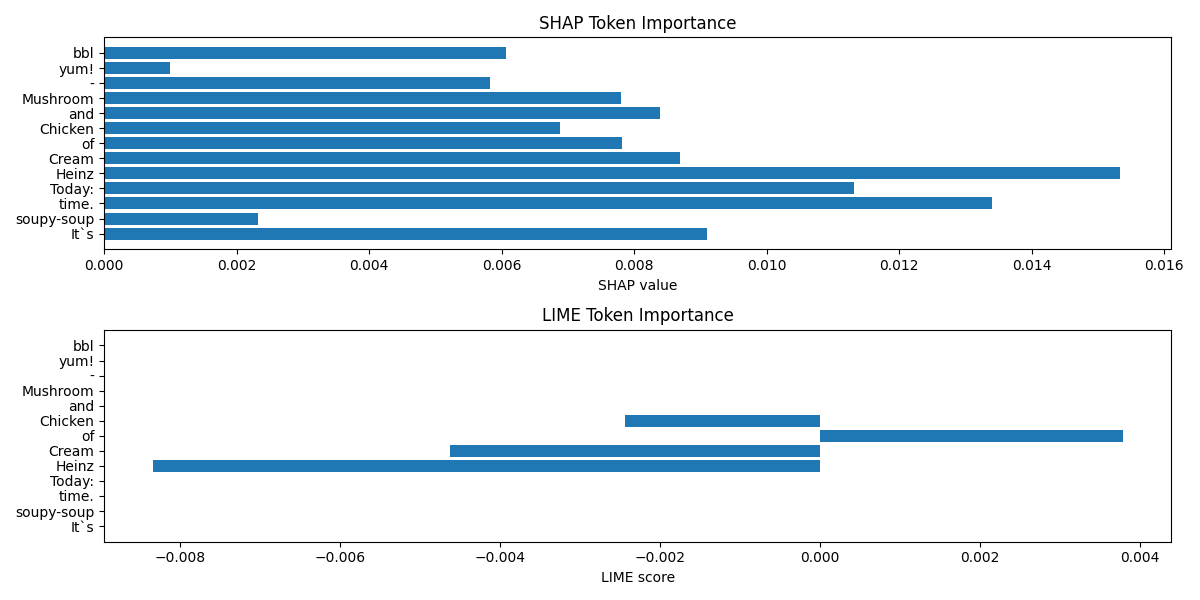 SHAP Token Importance
bbl
yum!
-
Mushroom
and
Chicken
of
Cream
Heinz
Today:
time.
soupy-soup
It`s
0.000 0.002 0.004 0.006 0.008 0.010 0.012 0.014 0.016
SHAP value
LIME Token Importance
bbl
yum!
-
Mushroom
and
Chicken
of
Cream
Heinz
Today:
time.
soupy-soup
It`s
−0.008 −0.006 −0.004 −0.002 0.000 0.002 0.004
LIME score